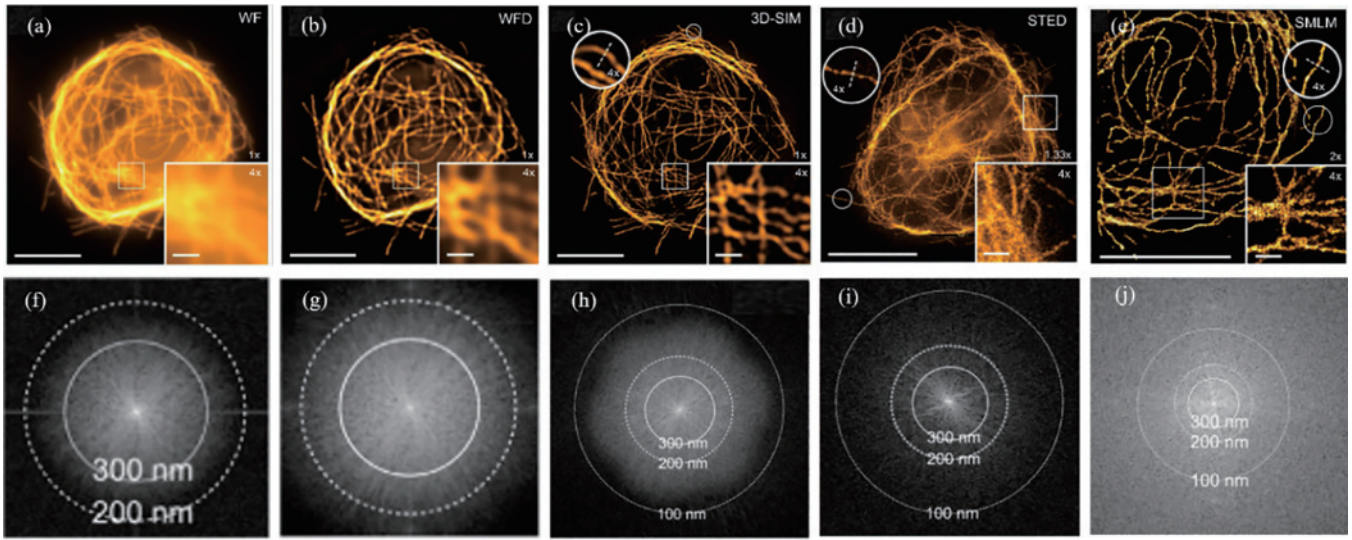 (a) WF
1x
4x
(b) WFD
1x
4x
(c) 3D-SIM
4x
1x
4x
(d) STED
4x
1.33x
4x
(e) SMLM
4x
2x
4x
(f)
300 nm
200 nm
(g)
(h)
300 nm
200 nm
100 nm
(i)
300 nm
200 nm
100 nm
(j)
300 nm
200 nm
100 nm